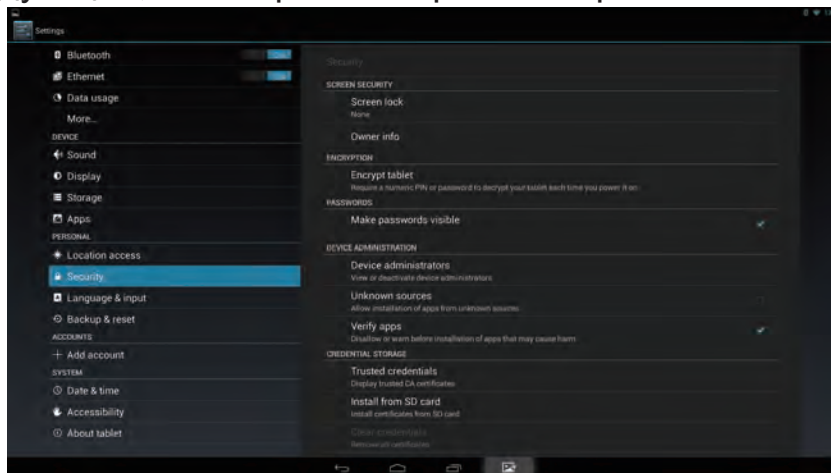 Settings
Bluetooth
Ethernet
Data usage
More...
DEVICE
Sound
Display
Storage
Apps
PERSONAL
Location access
Security
Language & input
Backup & reset
ACCOUNTS
Add account
SYSTEM
Date & time
Accessibility
About tablet
Security
SCREEN SECURITY
Screen lock
None
Owner info
ENCRYPTION
Encrypt tablet
Require a numeric PIN or password to decrypt your tablet each time you power it on
PASSWORDS
Make passwords visible
DEVICE ADMINISTRATION
Device administrators
View or deactivate device administrators
Unknown sources
Allow installation of apps from unknown sources
Verify apps
Disallow or warn before installation of apps that may cause harm
CREDENTIAL STORAGE
Trusted credentials
Display trusted CA certificates
Install from SD card
Install certificates from SD card
Clear credentials
Remove all certificates